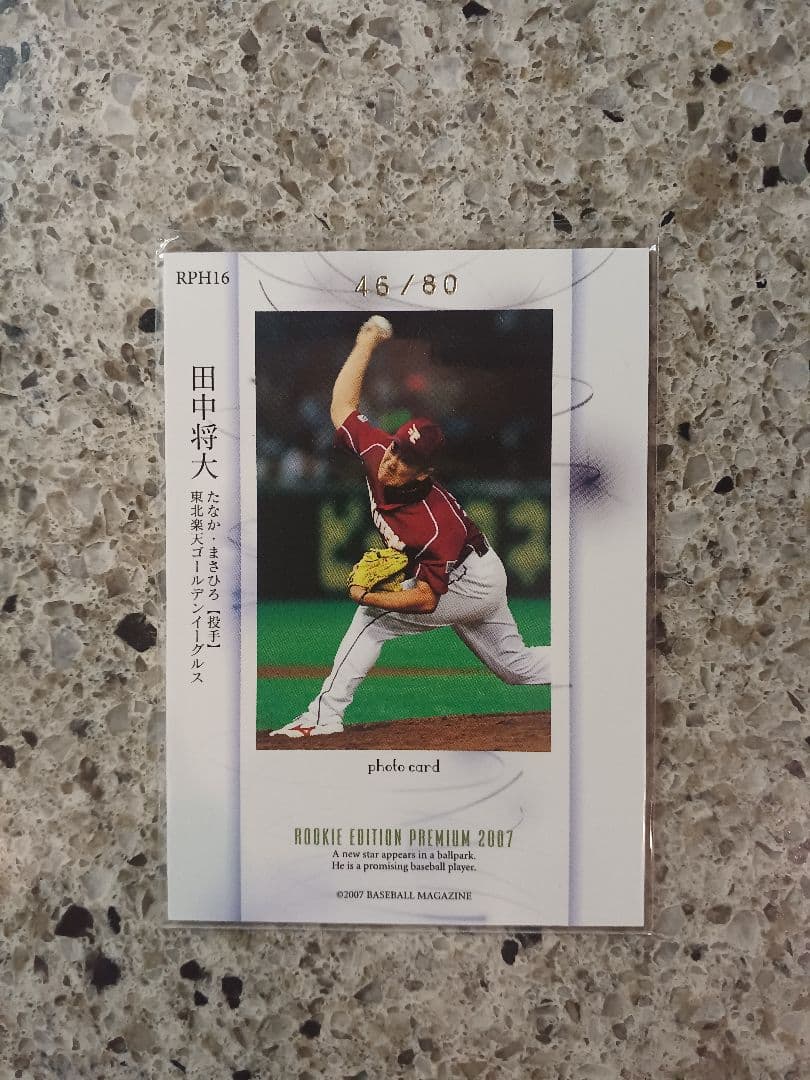 RPH16
46/80
田中将大
たなか・まさひろ【投手】
東北楽天ゴールデンイーグルス
photo card
ROOKIE EDITION PREMIUM 2007
A new star appears in a ballpark.
He is a promising baseball player.
©2007 BASEBALL MAGAZINE